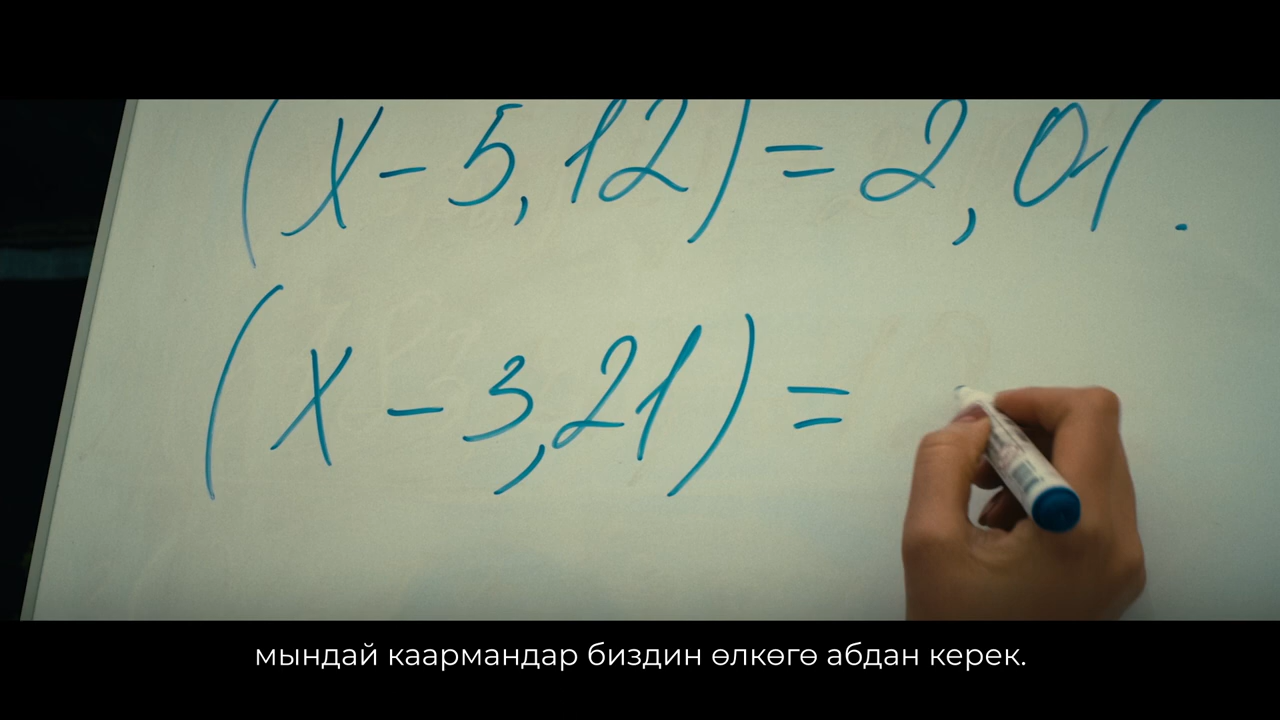 (x - 5,12) = 2,01.
(x - 3,21) =
мындай каармандар биздин өлкөгө абдан керек.